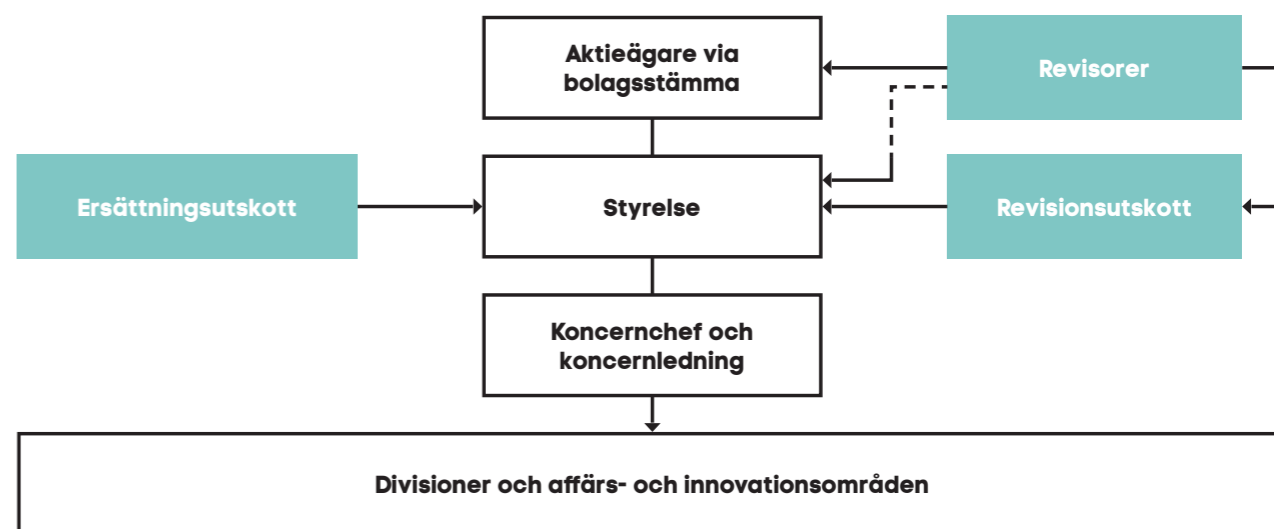 Aktieägare via
bolagsstämma
Revisorer
Ersättningsutskott
Styrelse
Revisionsutskott
Koncernchef och
koncernledning
Divisioner och affärs- och innovationsområden